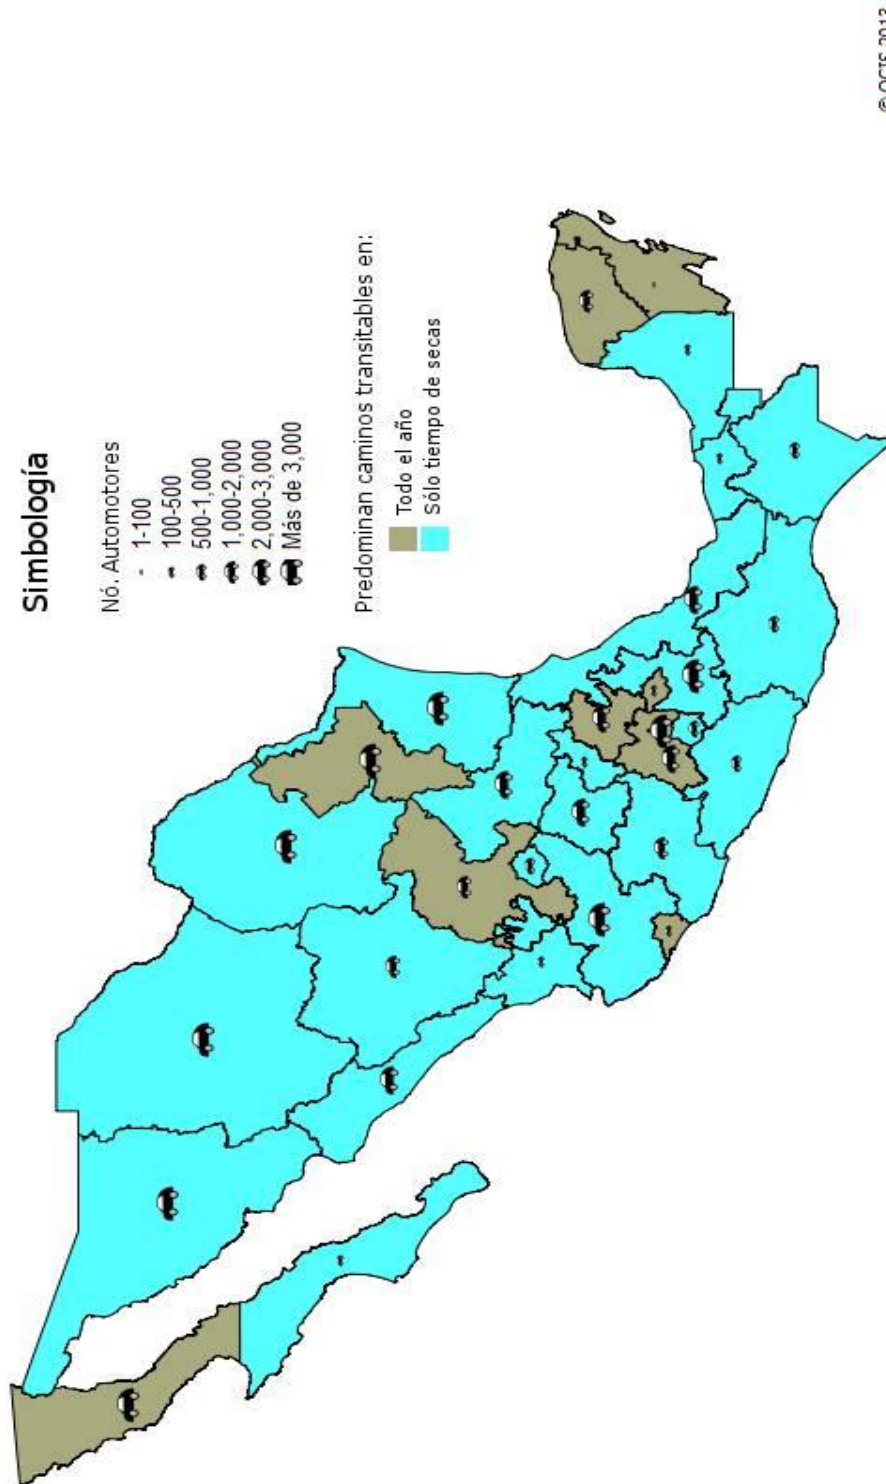 Simbología
Nó. Automotores
1-100
100-500
500-1,000
1,000-2,000
2,000-3,000
Más de 3,000
Predominan caminos transitables en:
Todo el año
Sólo tiempo de secas